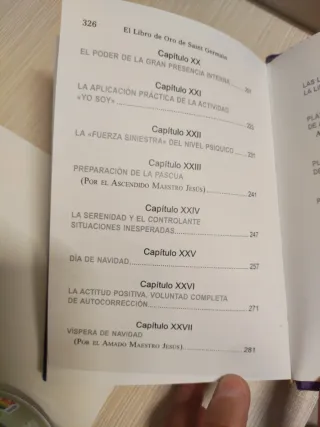 326
El Libro de Oro de Saint Germain
Capítulo XX
EL PODER DE LA GRAN PRESENCIA INTERNA
Capítulo XXI
LA APLICACIÓN PRÁCTICA DE LA ACTIVIDAD
«YO SOY»
Capítulo XXII
LA «FUERZA SINIESTRA» DEL NIVEL PSÍQUICO
231
Capítulo XXIII
PREPARACIÓN DE LA PASCUA
(Por el Ascendido Maestro Jesús)
241
Capítulo XXIV
LA SERENIDAD Y EL CONTROLANTE
SITUACIONES INESPERADAS
247
Capítulo XXV
DÍA DE NAVIDAD
257
Capítulo XXVI
LA ACTITUD POSITIVA. VOLUNTAD COMPLETA
DE AUTOCORRECCIÓN
271
Capítulo XXVII
VÍSPERA DE NAVIDAD
(Por el Amado Maestro Jesús)
281